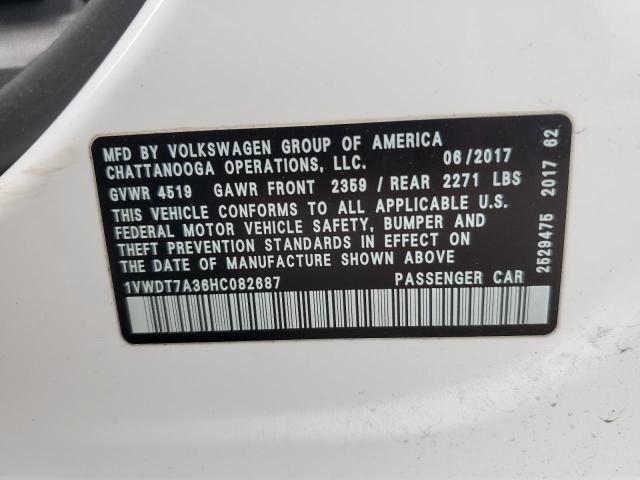 MFD BY VOLKSWAGEN GROUP OF AMERICA
CHATTANOOGA OPERATIONS, LLC. 06/2017
GVWR 4519 GAWR FRONT 2359 / REAR 2271 LBS
THIS VEHICLE CONFORMS TO ALL APPLICABLE U.S.
FEDERAL MOTOR VEHICLE SAFETY, BUMPER AND
THEFT PREVENTION STANDARDS IN EFFECT ON
THE DATE OF MANUFACTURE SHOWN ABOVE
1VWDT7A36HC082687 PASSENGER CAR
2529475 2017 62